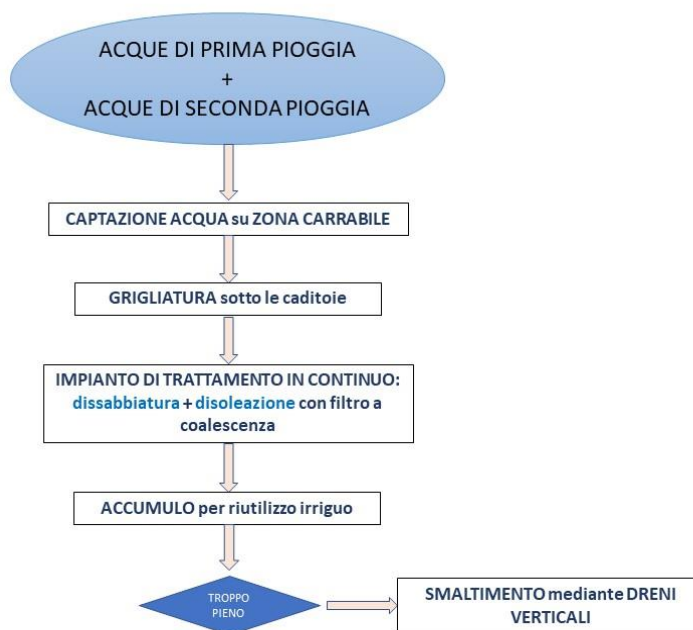 ACQUE DI PRIMA PIOGGIA
+
ACQUE DI SECONDA PIOGGIA
CAPTAZIONE ACQUA su ZONA CARRABILE
GRIGLIATURA sotto le caditoie
IMPIANTO DI TRATTAMENTO IN CONTINUO:
dissabbiatura + disoleazione con filtro a
coalescenza
ACCUMULO per riutilizzo irriguo
TROPPO
PIENO
SMALTIMENTO mediante DRENI
VERTICALI